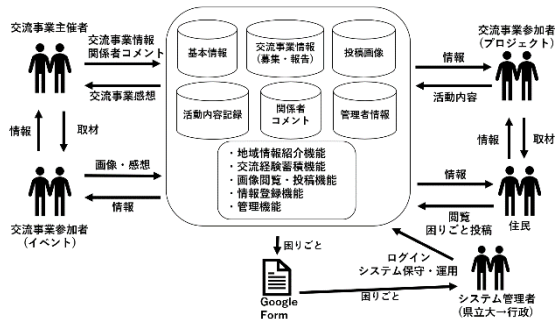 交流事業主催者
交流事業情報
関係者コメント
交流事業感想
基本情報
交流事業情報
(募集・報告)
投稿画像
活動内容記録
関係者
コメント
管理者情報
・地域情報紹介機能
・交流経験蓄積機能
・画像閲覧・投稿機能
・情報登録機能
・管理機能
交流事業参加者
(プロジェクト)
情報
活動内容
情報
取材
画像・感想
情報
交流事業参加者
(イベント)
情報
取材
情報
閲覧
困りごと投稿
住民
困りごと
Google
Form
ログイン
システム保守・運用
困りごと
システム管理者
(県立大→行政)